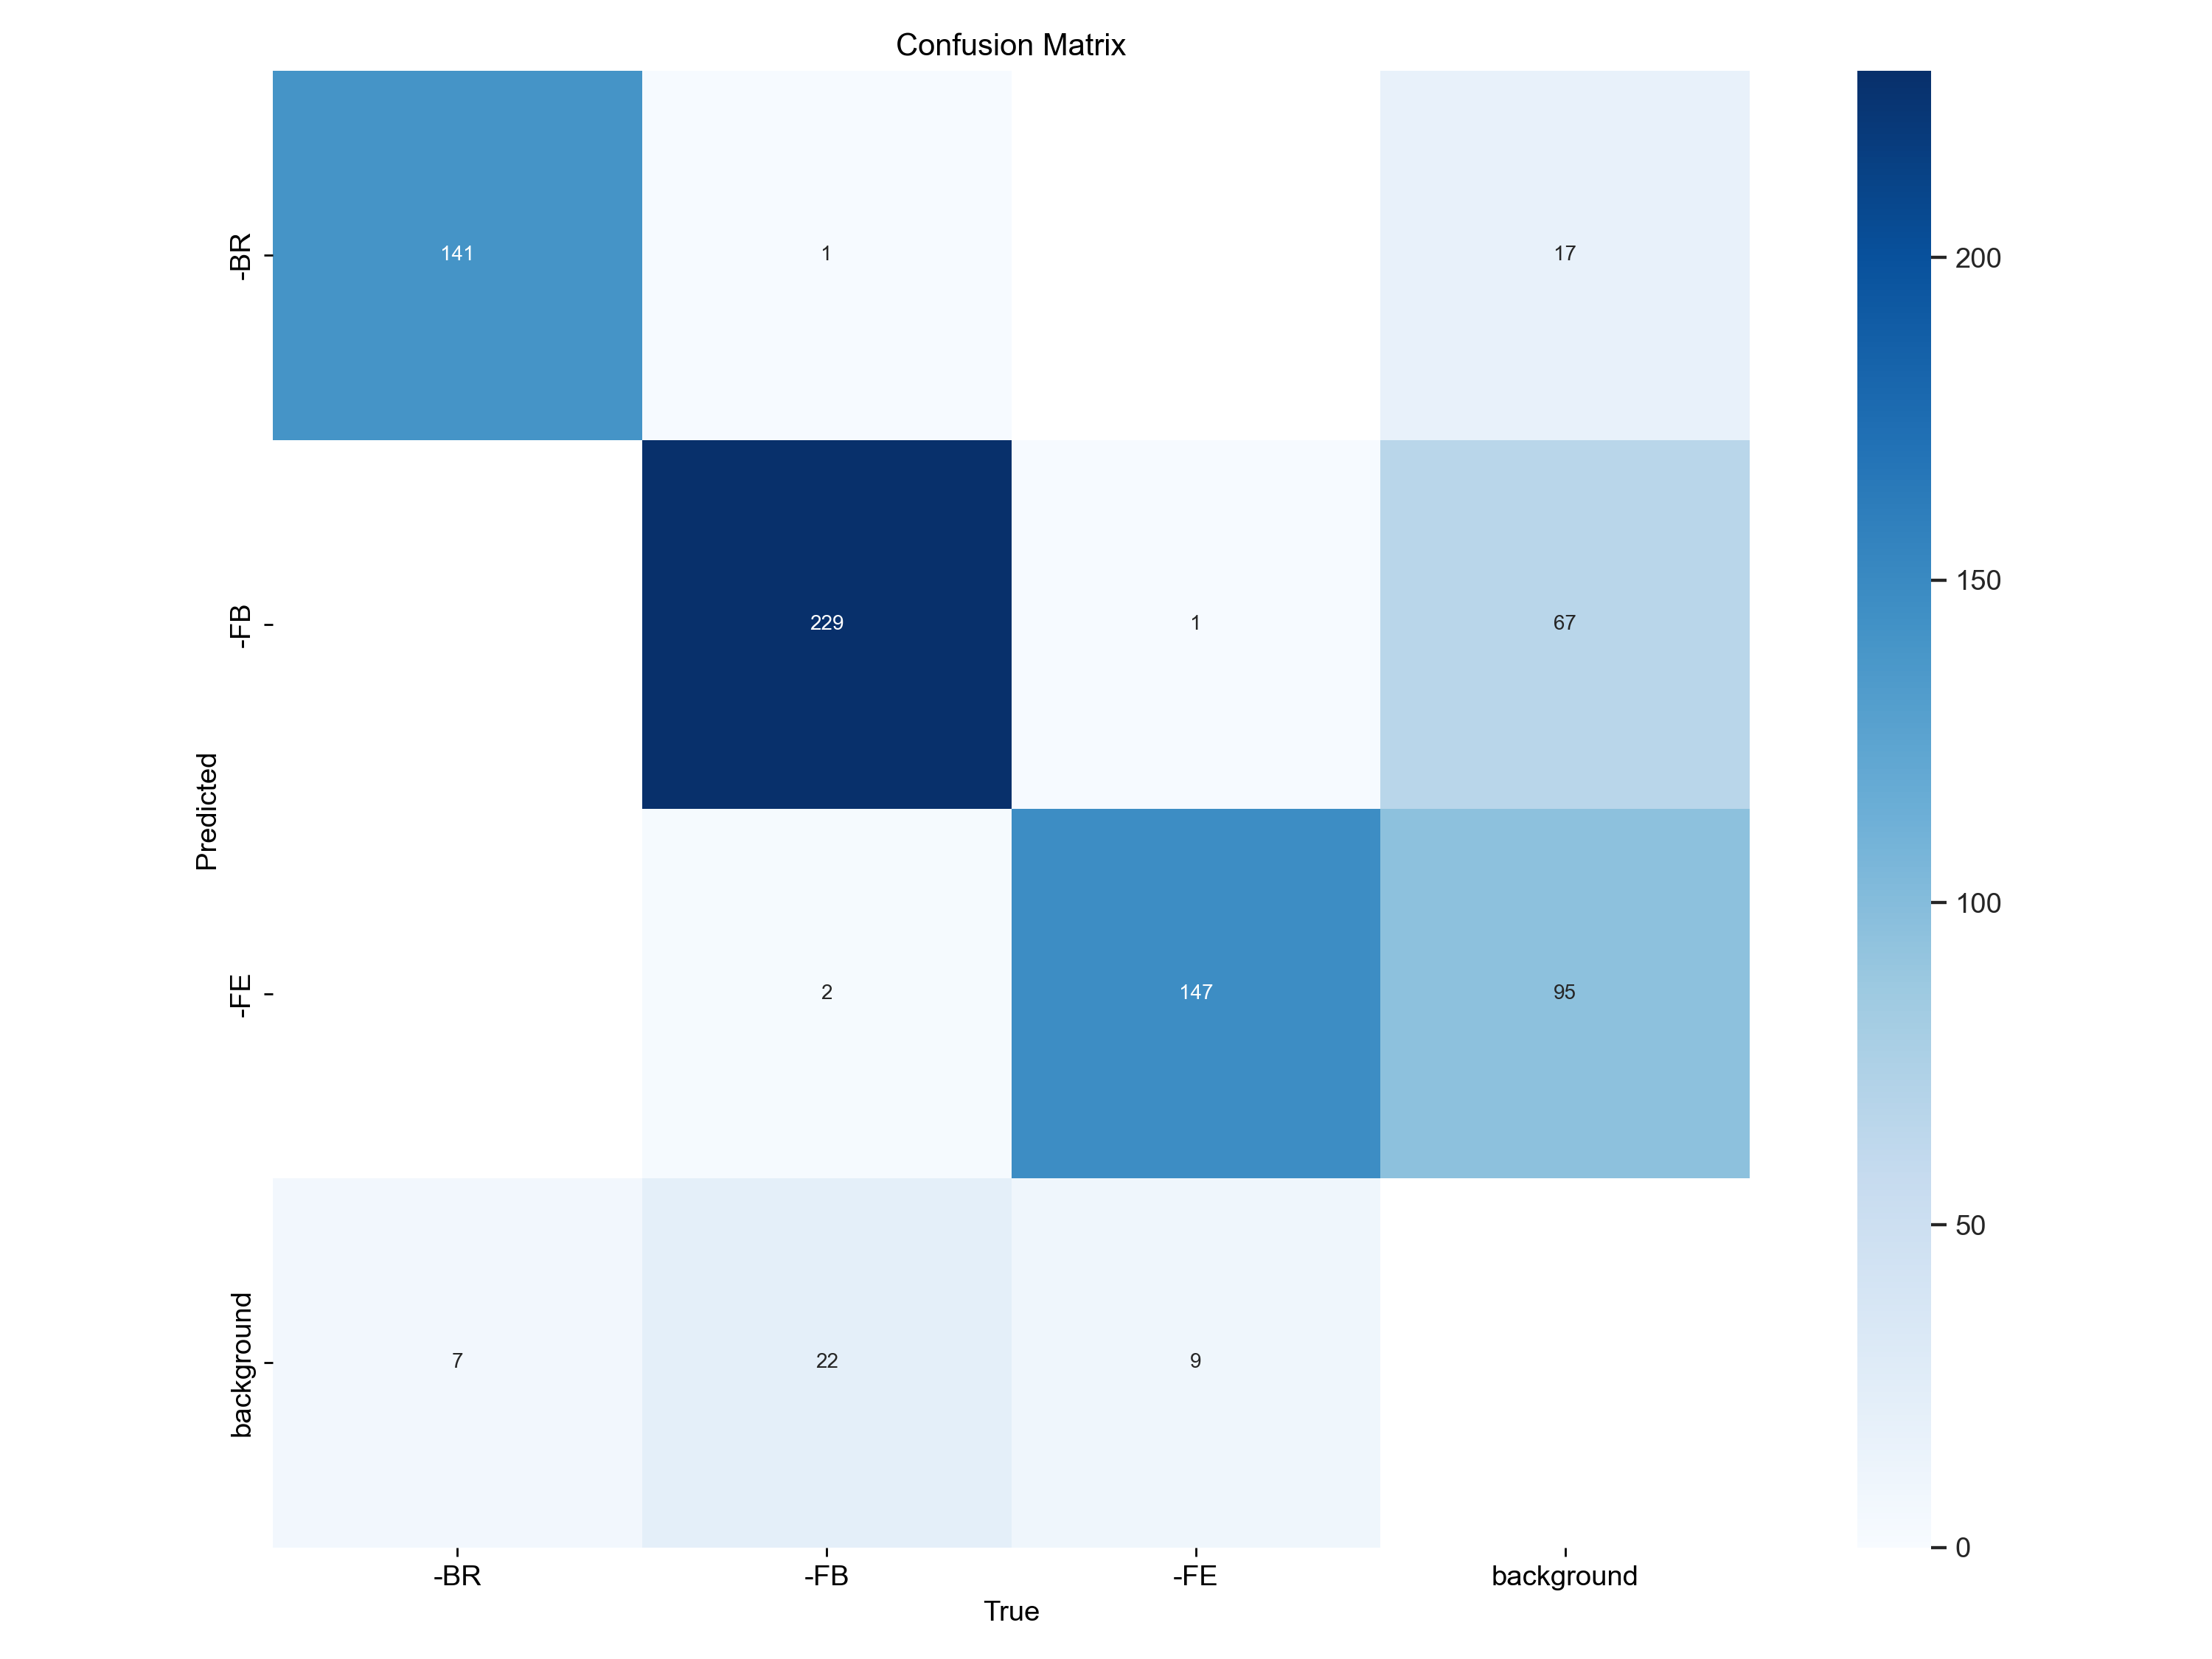 Confusion Matrix
-BR
141
1
17
-FB
229
1
67
-FE
2
147
95
background
7
22
9
-BR
-FB
-FE
background
True
Predicted
200
150
100
50
0